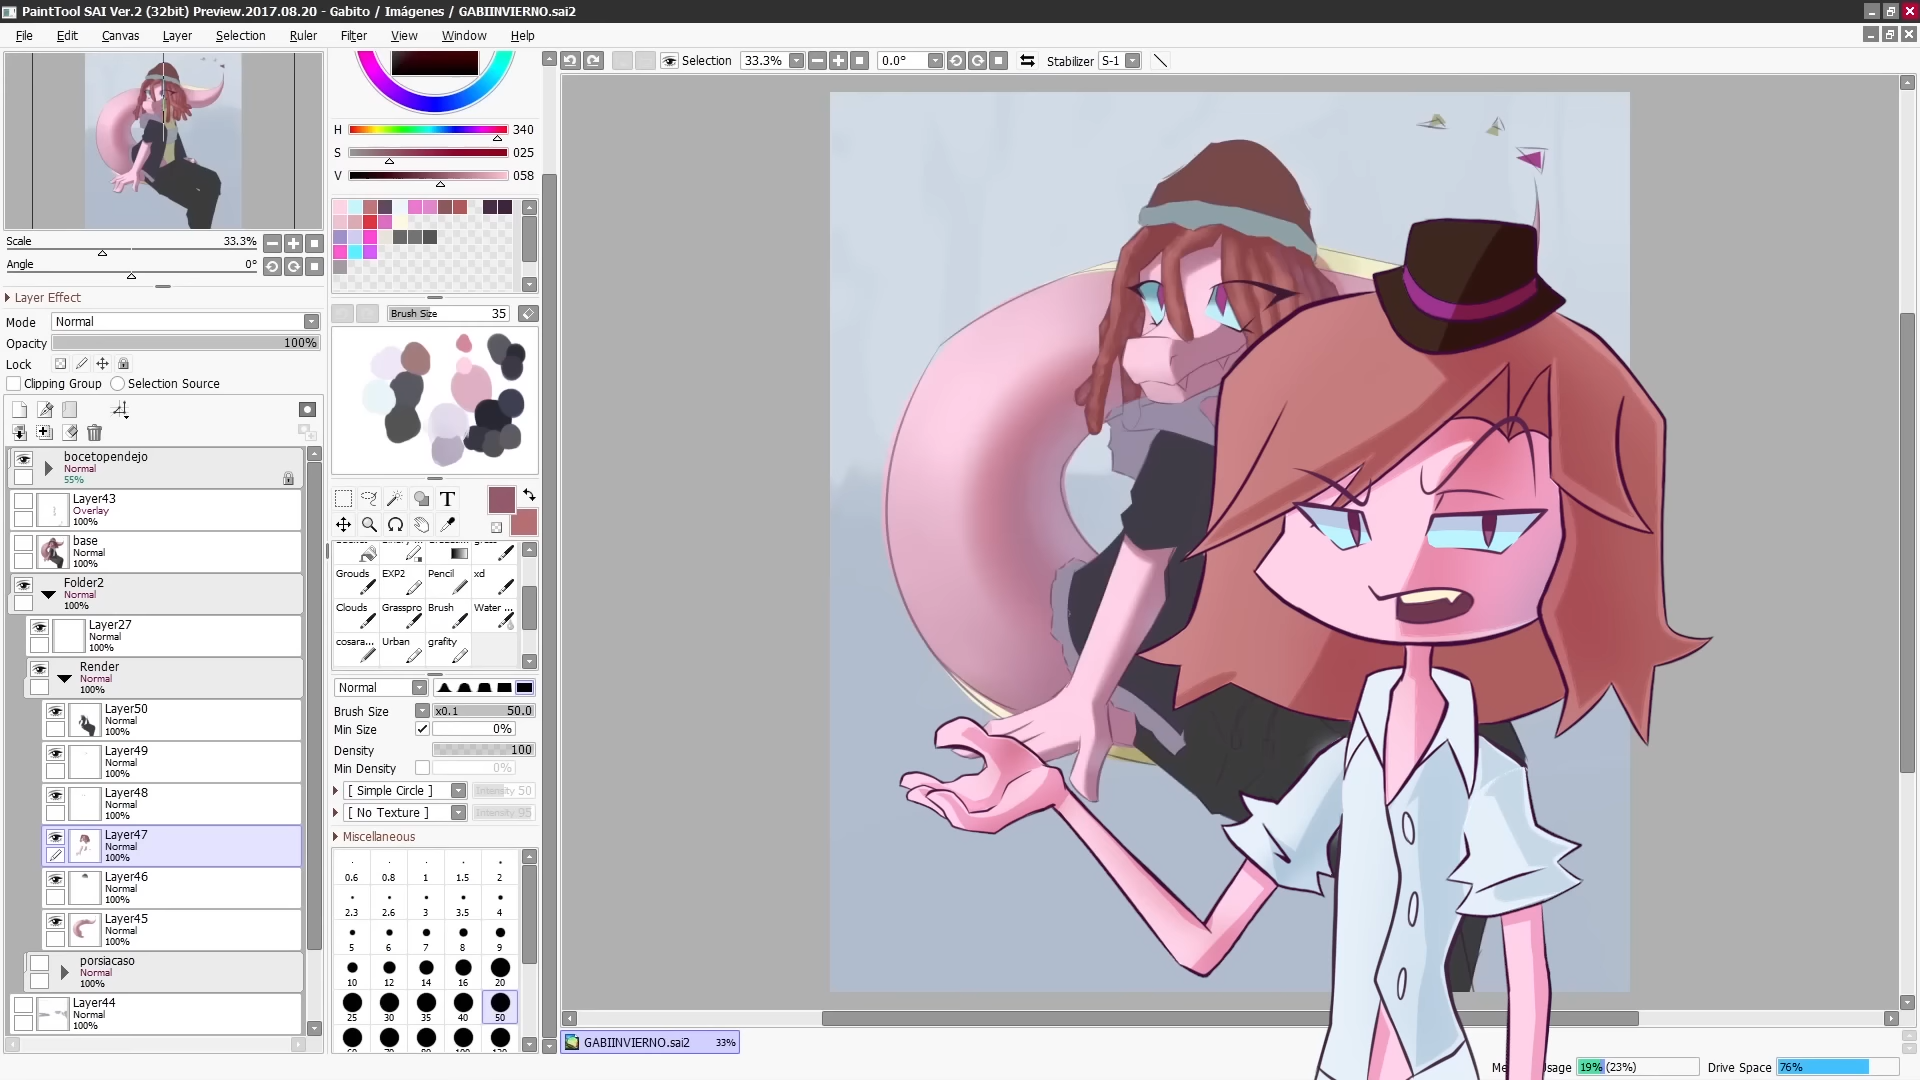 PaintTool SAI Ver.2 (32bit) Preview.2017.08.20 - Gabito / Imágenes / GABIINVIERNO.sai2
File Edit Canvas Layer Selection Ruler Filter View Window Help
Selection 33.3% 0.0° Stabilizer S-1
H 340
S 025
V 058
Scale 33.3%
Angle 0°
Layer Effect
Mode Normal
Opacity 100%
Lock
Clipping Group Selection Source
bocetopendejo
Normal
55%
Layer43
Overlay
100%
base
Normal
100%
Folder2
Normal
100%
Layer27
Normal
100%
Render
Normal
100%
Layer50
Normal
100%
Layer49
Normal
100%
Layer48
Normal
100%
Layer47
Normal
100%
Layer46
Normal
100%
Layer45
Normal
100%
porsiacaso
Normal
100%
Layer44
Normal
100%
Brush Size 35
T
Grouds EXP2 Pencil xd
Clouds Grasspro Brush Water ...
cosara... Urban grafity
Normal
Brush Size x0.1 50.0
Min Size 0%
Density 100
Min Density 0%
[ Simple Circle ] Intensity 50
[ No Texture ] Intensity 95
Miscellaneous
0.6 0.8 1 1.5 2
2.3 2.6 3 3.5 4
5 6 7 8 9
10 12 14 16 20
25 30 35 40 50
GABIINVIERNO.sai2 33%
19% (23%) Drive Space 76%